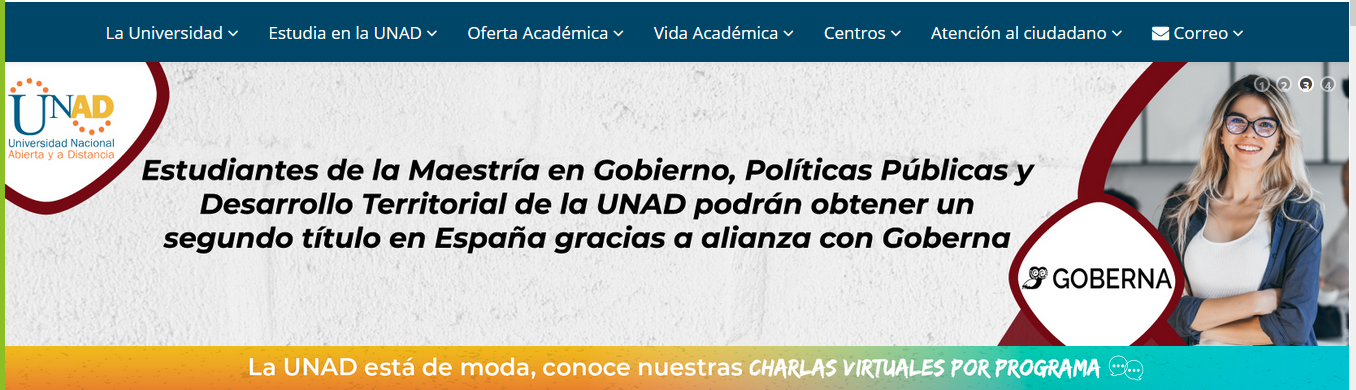 La Universidad Estudia en la UNAD Oferta Académica Vida Académica Centros Atención al ciudadano Correo
1 2 3 4
UNAD
Universidad Nacional
Abierta y a Distancia
Estudiantes de la Maestría en Gobierno, Políticas Públicas y
Desarrollo Territorial de la UNAD podrán obtener un
segundo título en España gracias a alianza con Goberna
GOBERNA
La UNAD está de moda, conoce nuestras CHARLAS VIRTUALES POR PROGRAMA